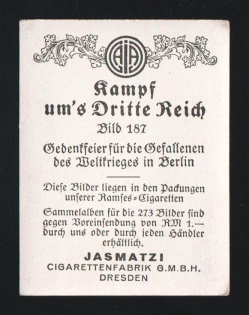 Kampf
um's Dritte Reich
Bild 187
Gedenkfeier für die Gefallenen
des Weltkrieges in Berlin
Diese Bilder liegen in den Packungen
unserer Ramses=Cigaretten
Sammelalben für die 273 Bilder sind
gegen Voreinsendung von RM 1.—
durch uns oder durch jeden Händler
erhältlich.
JASMATZI
CIGARETTENFABRIK G.M.B.H.
DRESDEN